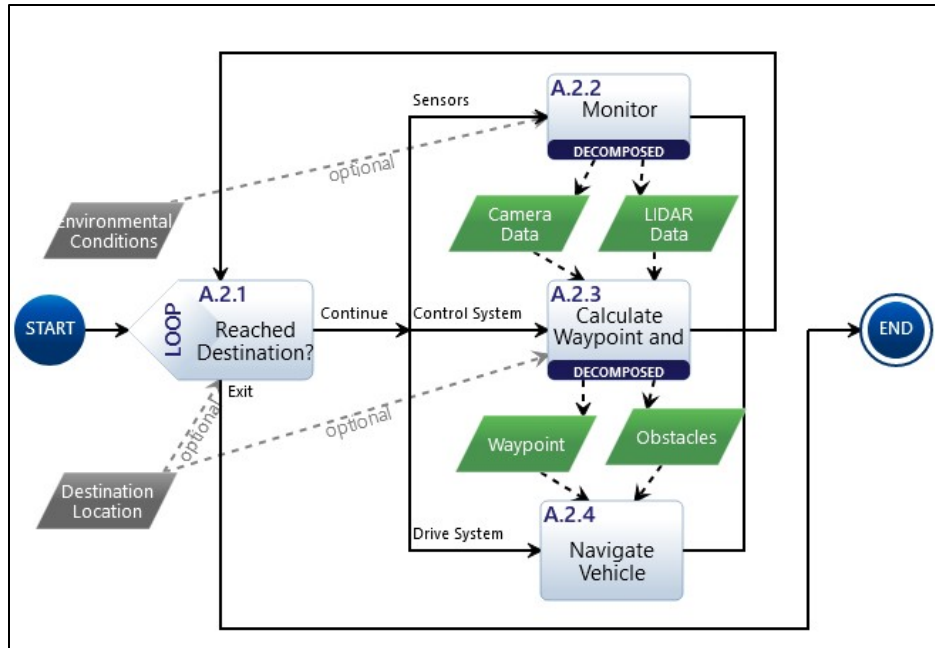 A.2.2
Monitor
DECOMPOSED
Sensors
optional
Environmental
Conditions
Camera
Data
LIDAR
Data
START
LOOP
A.2.1
Reached
Destination?
Continue
Control System
A.2.3
Calculate
Waypoint and
DECOMPOSED
END
Exit
optional
optional
Destination
Location
Waypoint
Obstacles
Drive System
A.2.4
Navigate
Vehicle